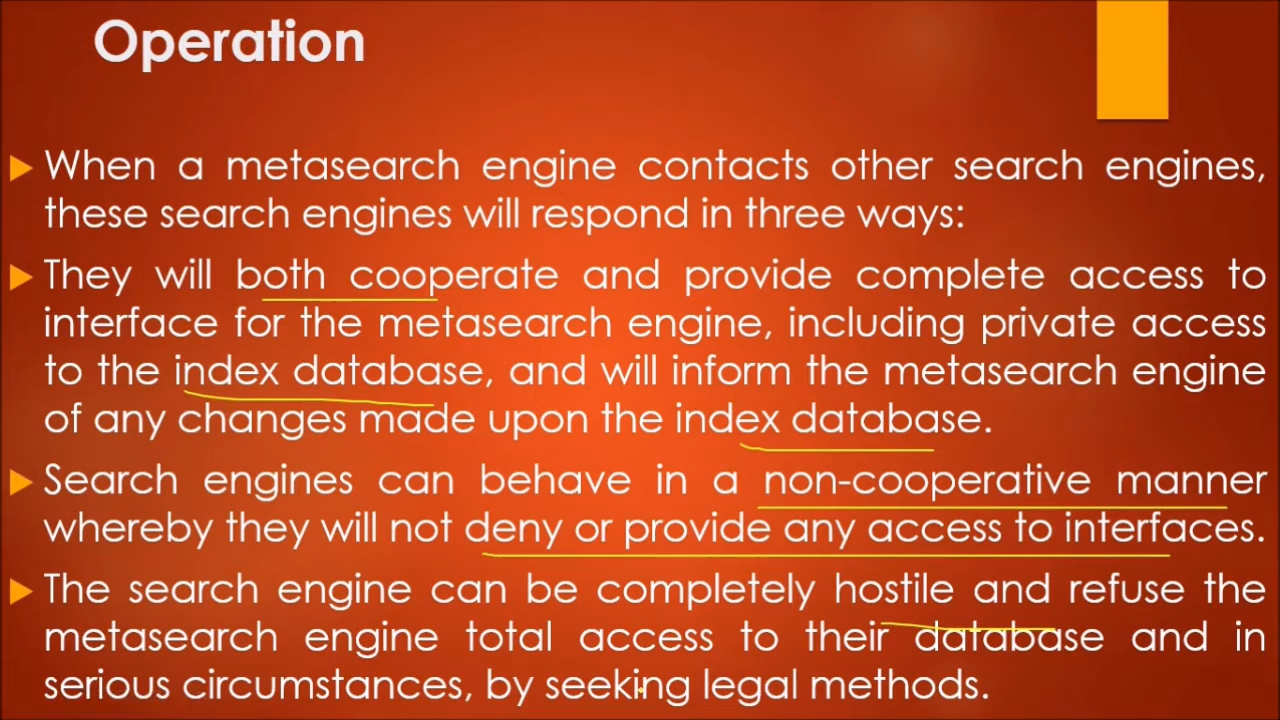 Operation
When a metasearch engine contacts other search engines,
these search engines will respond in three ways:
They will both cooperate and provide complete access to
interface for the metasearch engine, including private access
to the index database, and will inform the metasearch engine
of any changes made upon the index database.
Search engines can behave in a non-cooperative manner
whereby they will not deny or provide any access to interfaces.
The search engine can be completely hostile and refuse the
metasearch engine total access to their database and in
serious circumstances, by seeking legal methods.